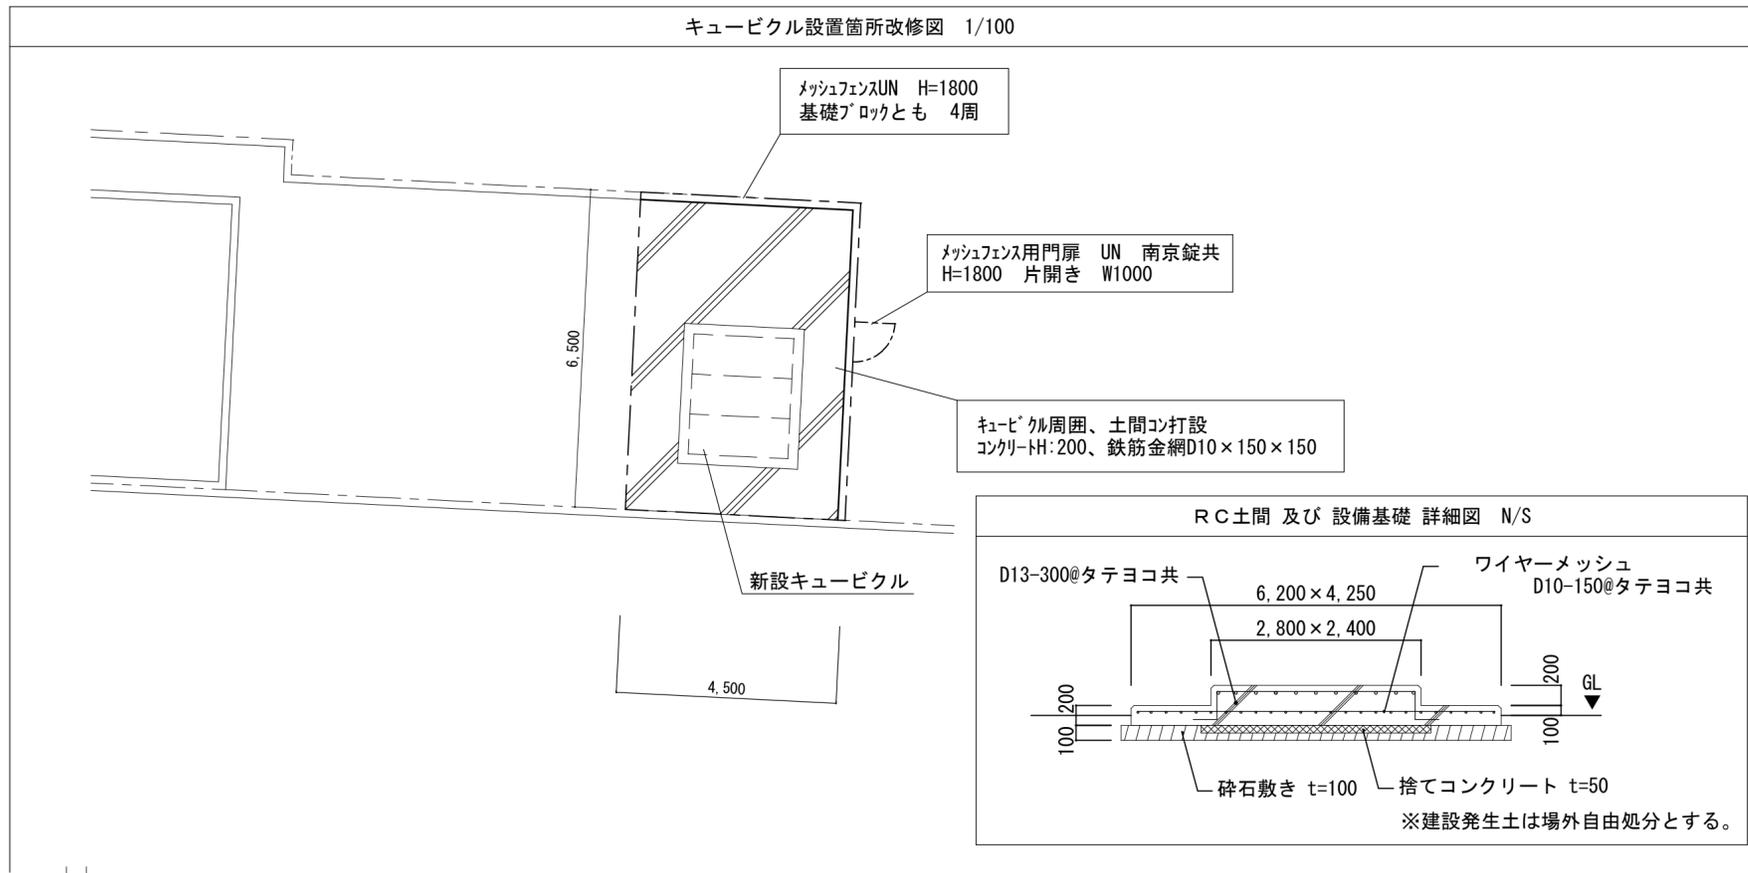 キュービクル設置箇所改修図　1/100
ﾒｯｼｭﾌｪﾝｽUN　H=1800
基礎ﾌﾞﾛｯｸとも　4周
ﾒｯｼｭﾌｪﾝｽ用門扉　UN　南京錠共
H=1800　片開き　W1000
6,500
ｷｭｰﾋﾞｸﾙ周囲、土間ｺﾝ打設
ｺﾝｸﾘｰﾄH:200、鉄筋金網D10×150×150
新設キュービクル
4,500
ＲＣ土間 及び 設備基礎 詳細図　N/S
D13-300@タテヨコ共
ワイヤーメッシュ
D10-150@タテヨコ共
6,200×4,250
2,800×2,400
200
100
200
100
GL
砕石敷き t=100
捨てコンクリート t=50
※建設発生土は場外自由処分とする。